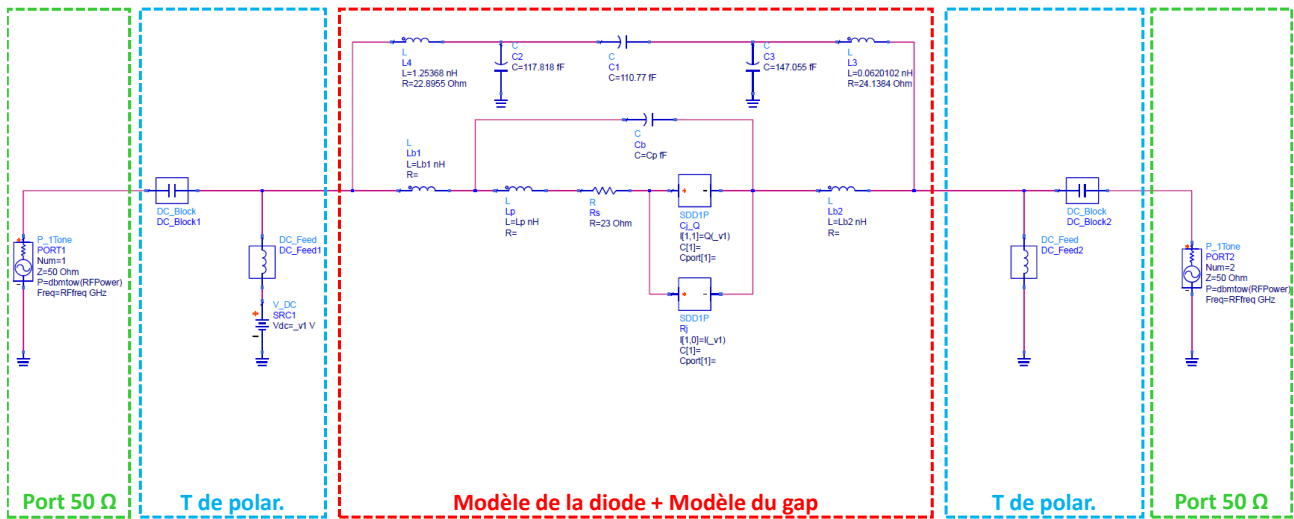 L
L4
L=1.25368 nH
R=22.8955 Ohm
C
C2
C=117.818 fF
C
C1
C=110.77 fF
C
C3
C=147.055 fF
L
L3
L=0.0620102 nH
R=24.1384 Ohm
C
Cb
C=Cp fF
L
Lb1
L=Lb1 nH
R=
L
Lp
L=Lp nH
R=
R
Rs
R=23 Ohm
SDD1P
Cj_Q
I[1,1]=Q(_v1)
C[1]=
Cport[1]=
L
Lb2
L=Lb2 nH
R=
SDD1P
Rj
I[1,0]=I(_v1)
C[1]=
Cport[1]=
DC_Block
DC_Block1
DC_Block
DC_Block2
P_1Tone
PORT1
Num=1
Z=50 Ohm
P=dbmtow(RFPower)
Freq=RFfreq GHz
DC_Feed
DC_Feed1
V_DC
SRC1
Vdc=_v1 V
DC_Feed
DC_Feed2
P_1Tone
PORT2
Num=2
Z=50 Ohm
P=dbmtow(RFPower)
Freq=RFfreq GHz
Port 50 Ω
T de polar.
Modèle de la diode + Modèle du gap
T de polar.
Port 50 Ω